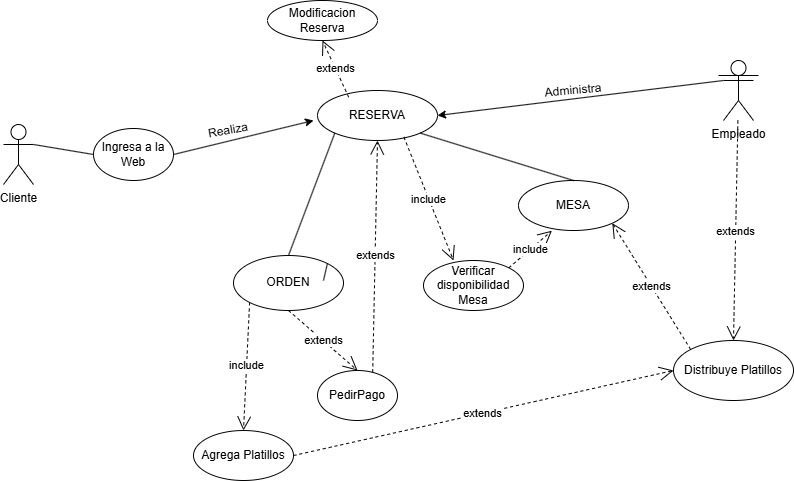 Modificacion
Reserva
extends
RESERVA
Administra
Empleado
Realiza
Ingresa a la
Web
Cliente
include
MESA
extends
include
extends
Verificar
disponibilidad
Mesa
ORDEN
extends
extends
include
Distribuye Platillos
PedirPago
extends
Agrega Platillos